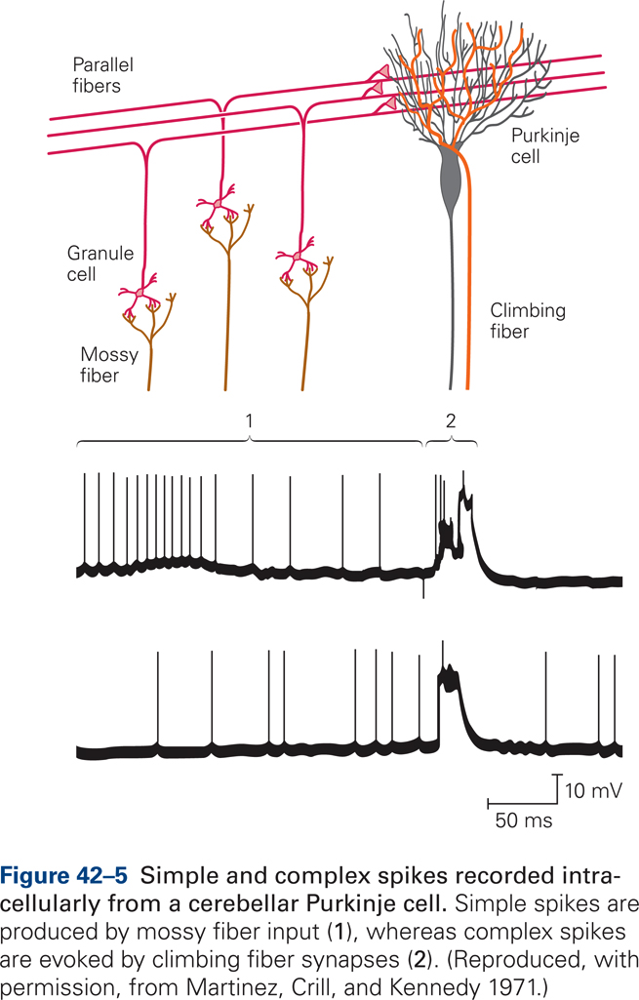 Parallel
fibers
Purkinje
cell
Granule
cell
Climbing
fiber
Mossy
fiber
1
2
10 mV
50 ms
Figure 42–5 Simple and complex spikes recorded intra-
cellularly from a cerebellar Purkinje cell. Simple spikes are
produced by mossy fiber input (1), whereas complex spikes
are evoked by climbing fiber synapses (2). (Reproduced, with
permission, from Martinez, Crill, and Kennedy 1971.)